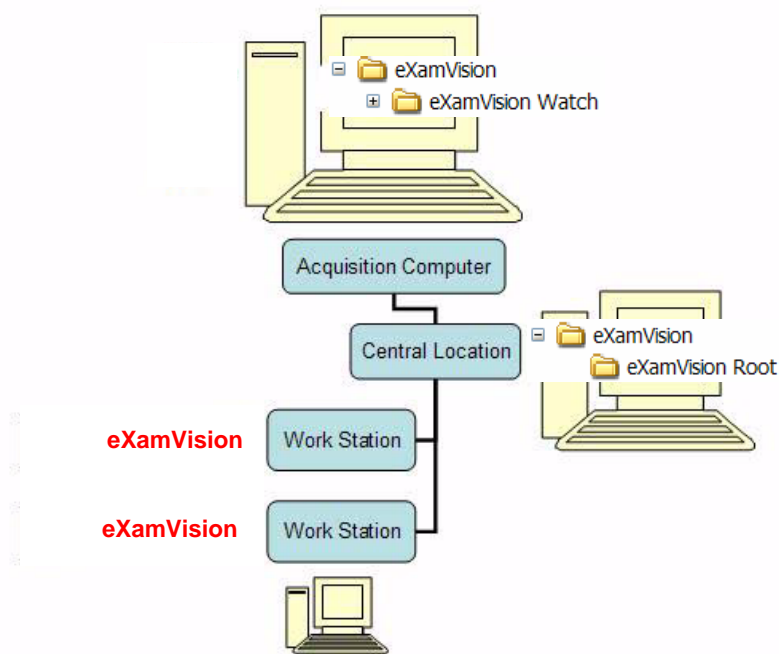 eXamVision
eXamVision Watch
Acquisition Computer
Central Location
eXamVision
eXamVision Root
eXamVision
Work Station
eXamVision
Work Station